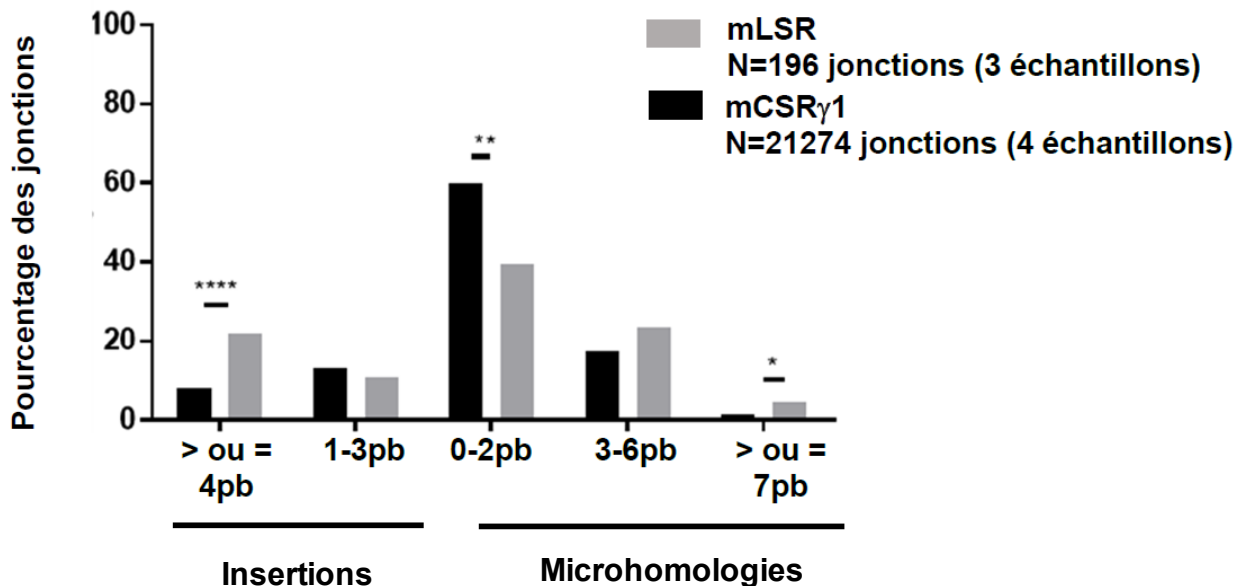 Pourcentage des jonctions
100
80
60
40
20
0
****
**
*
mLSR
N=196 jonctions (3 échantillons)
mCSRγ1
N=21274 jonctions (4 échantillons)
> ou = 4pb
1-3pb
0-2pb
3-6pb
> ou = 7pb
Insertions
Microhomologies